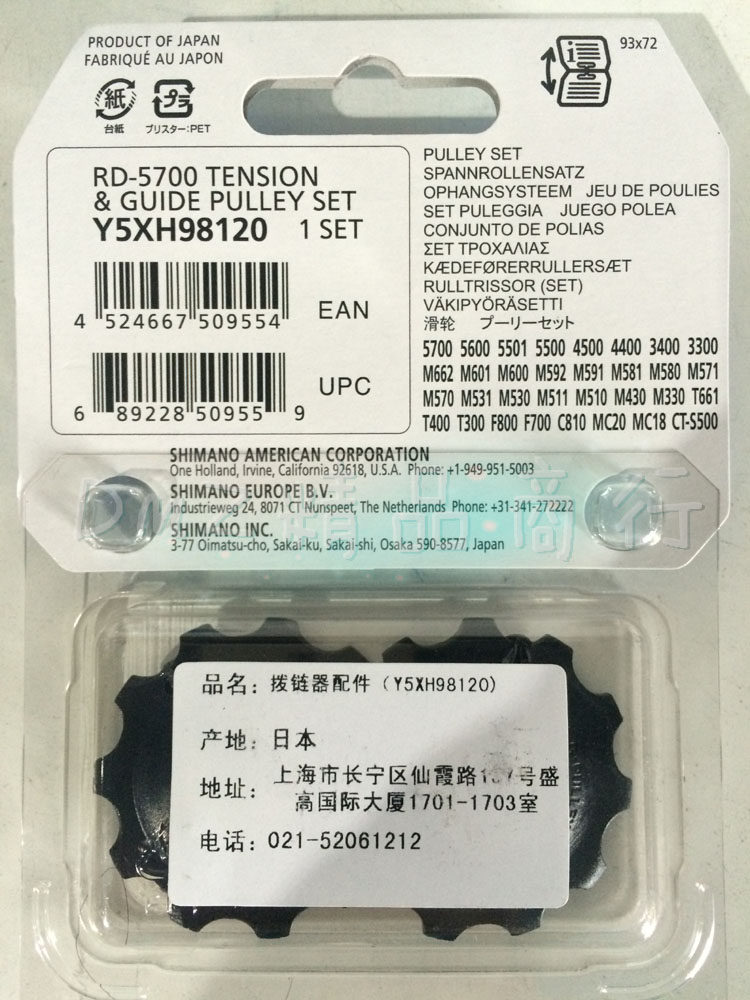 PRODUCT OF JAPAN
FABRIQUÉ AU JAPON
紙
台紙
プラ
ブリスター:PET
93x72
RD-5700 TENSION
& GUIDE PULLEY SET
Y5XH98120 1 SET
4 524667 509554
EAN
6 89228 50955 9
UPC
PULLEY SET
SPANNROLLENSATZ
OPHANGSYSTEEM JEU DE POULIES
SET PULEGGIA JUEGO POLEA
CONJUNTO DE POLIAS
ΣΕΤ ΤΡΟΧΑΛΙΑΣ
KÆDEFØRERRULLERSÆT
RULLTRISSOR (SET)
VÄKIPYÖRÄSETTI
滑轮 プーリーセット
5700 5600 5501 5500 4500 4400 3400 3300
M662 M601 M600 M592 M591 M581 M580 M571
M570 M531 M530 M511 M510 M430 M330 T661
T400 T300 F800 F700 C810 MC20 MC18 CT-S500
SHIMANO AMERICAN CORPORATION
One Holland, Irvine, California 92618, U.S.A. Phone: +1-949-951-5003
SHIMANO EUROPE B.V.
Industrieweg 24, 8071 CT Nunspeet, The Netherlands Phone: +31-341-272222
SHIMANO INC.
3-77 Oimatsu-cho, Sakai-ku, Sakai-shi, Osaka 590-8577, Japan
精品商行
品名：拨链器配件（Y5XH98120）
产地：日本
地址：上海市长宁区仙霞路号盛
高国际大厦1701-1703室
电话：021-52061212